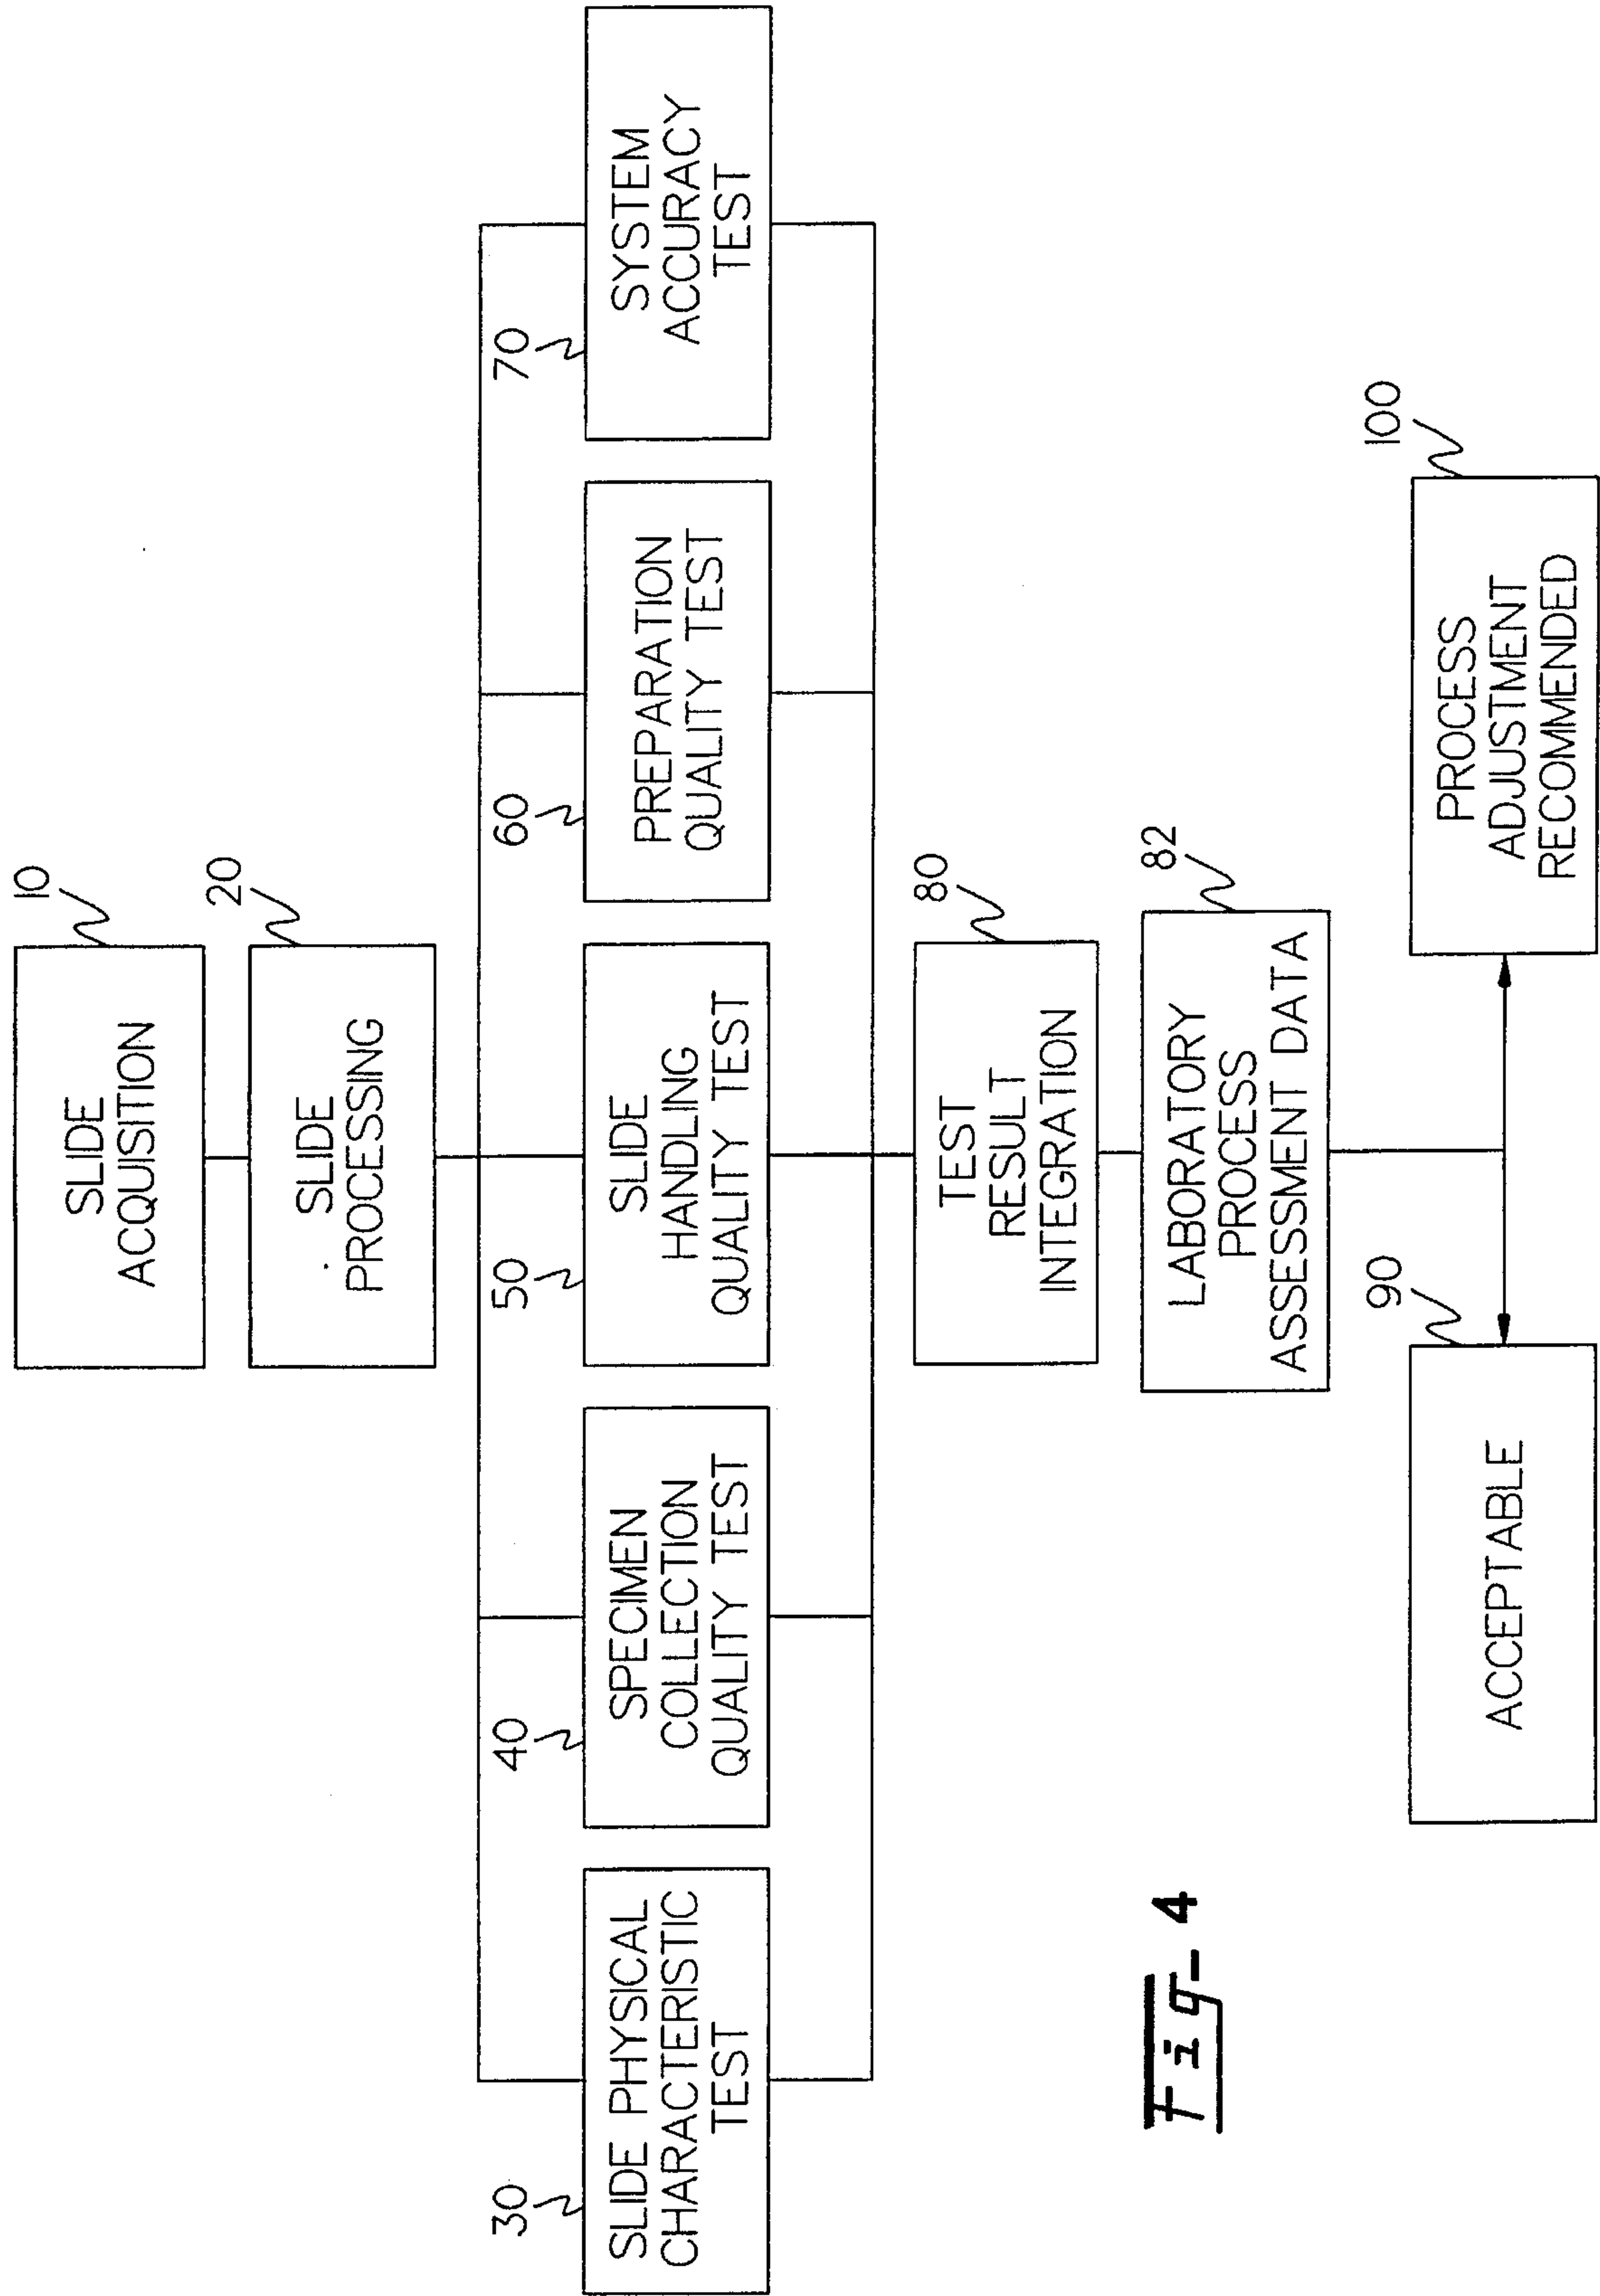 10
SLIDE
ACQUISITION
20
SLIDE
PROCESSING
30
SLIDE PHYSICAL
CHARACTERISTIC
TEST
40
SPECIMEN
COLLECTION
QUALITY TEST
50
SLIDE
HANDLING
QUALITY TEST
60
PREPARATION
QUALITY TEST
70
SYSTEM
ACCURACY
TEST
80
TEST
RESULT
INTEGRATION
82
LABORATORY
PROCESS
ASSESSMENT DATA
90
ACCEPTABLE
100
PROCESS
ADJUSTMENT
RECOMMENDED
Fig-4